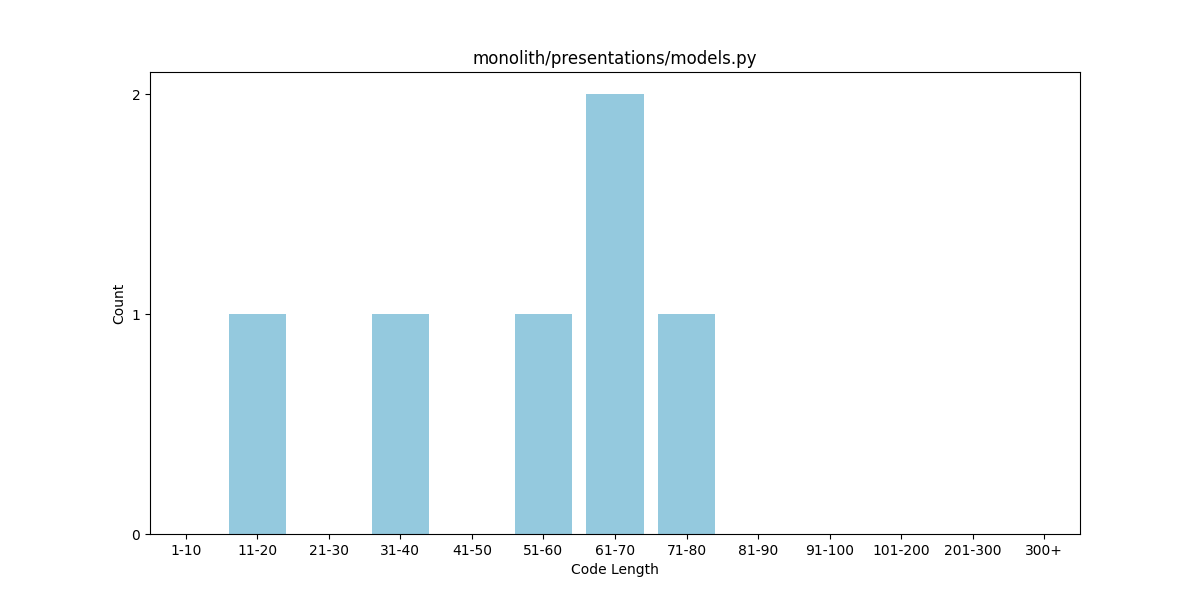 monolith/presentations/models.py
Count
2
1
0
1-10 11-20 21-30 31-40 41-50 51-60 61-70 71-80 81-90 91-100 101-200 201-300 300+
Code Length